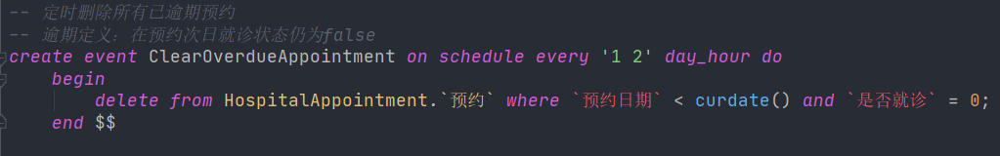 -- 定时删除所有已逾期预约
-- 逾期定义：在预约次日就诊状态仍为false
create event ClearOverdueAppointment on schedule every '1 2' day_hour do
    begin
        delete from HospitalAppointment.`预约` where `预约日期` < curdate() and `是否就诊` = 0;
    end $$